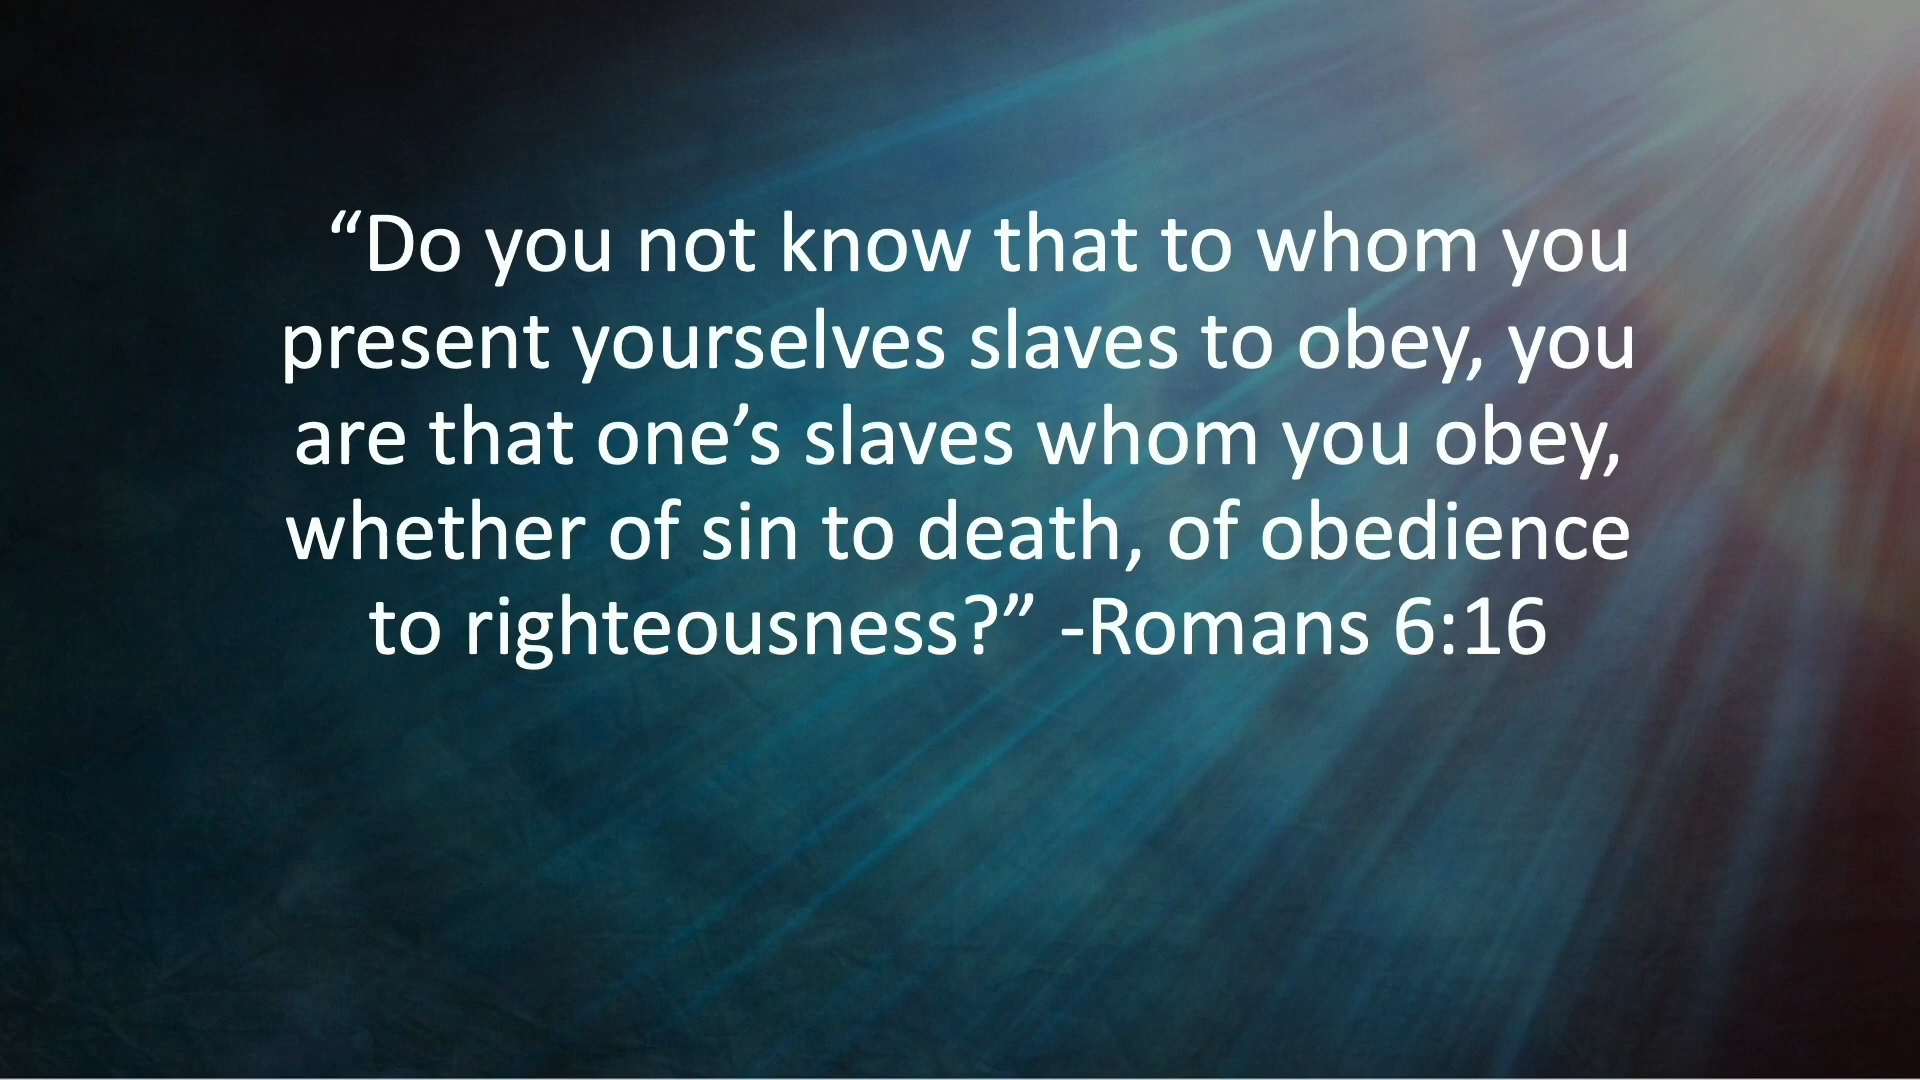 “Do you not know that to whom you
present yourselves slaves to obey, you
are that one’s slaves whom you obey,
whether of sin to death, of obedience
to righteousness?” -Romans 6:16